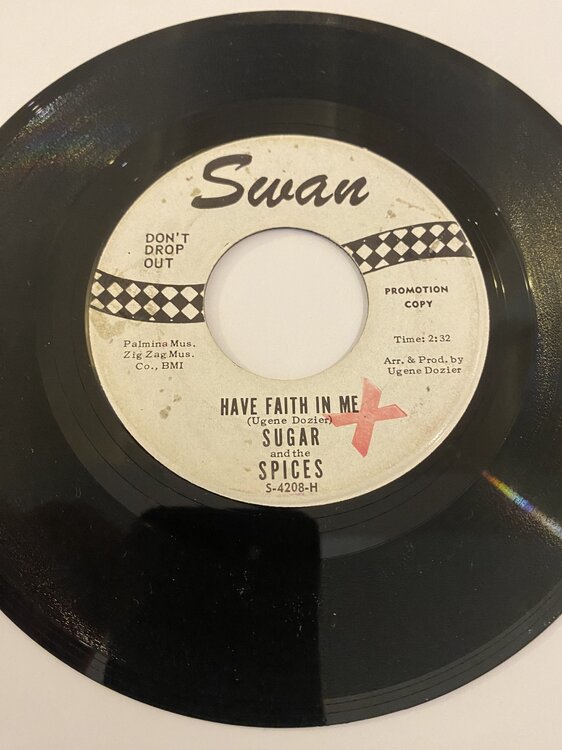 Swan
DON'T
DROP
OUT
PROMOTION
COPY
Palmina Mus.
Zig Zag Mus.
Co., BMI
Time: 2:32
Arr. & Prod. by
Ugene Dozier
HAVE FAITH IN ME
(Ugene Dozier)
SUGAR
and the
SPICES
S-4208-H